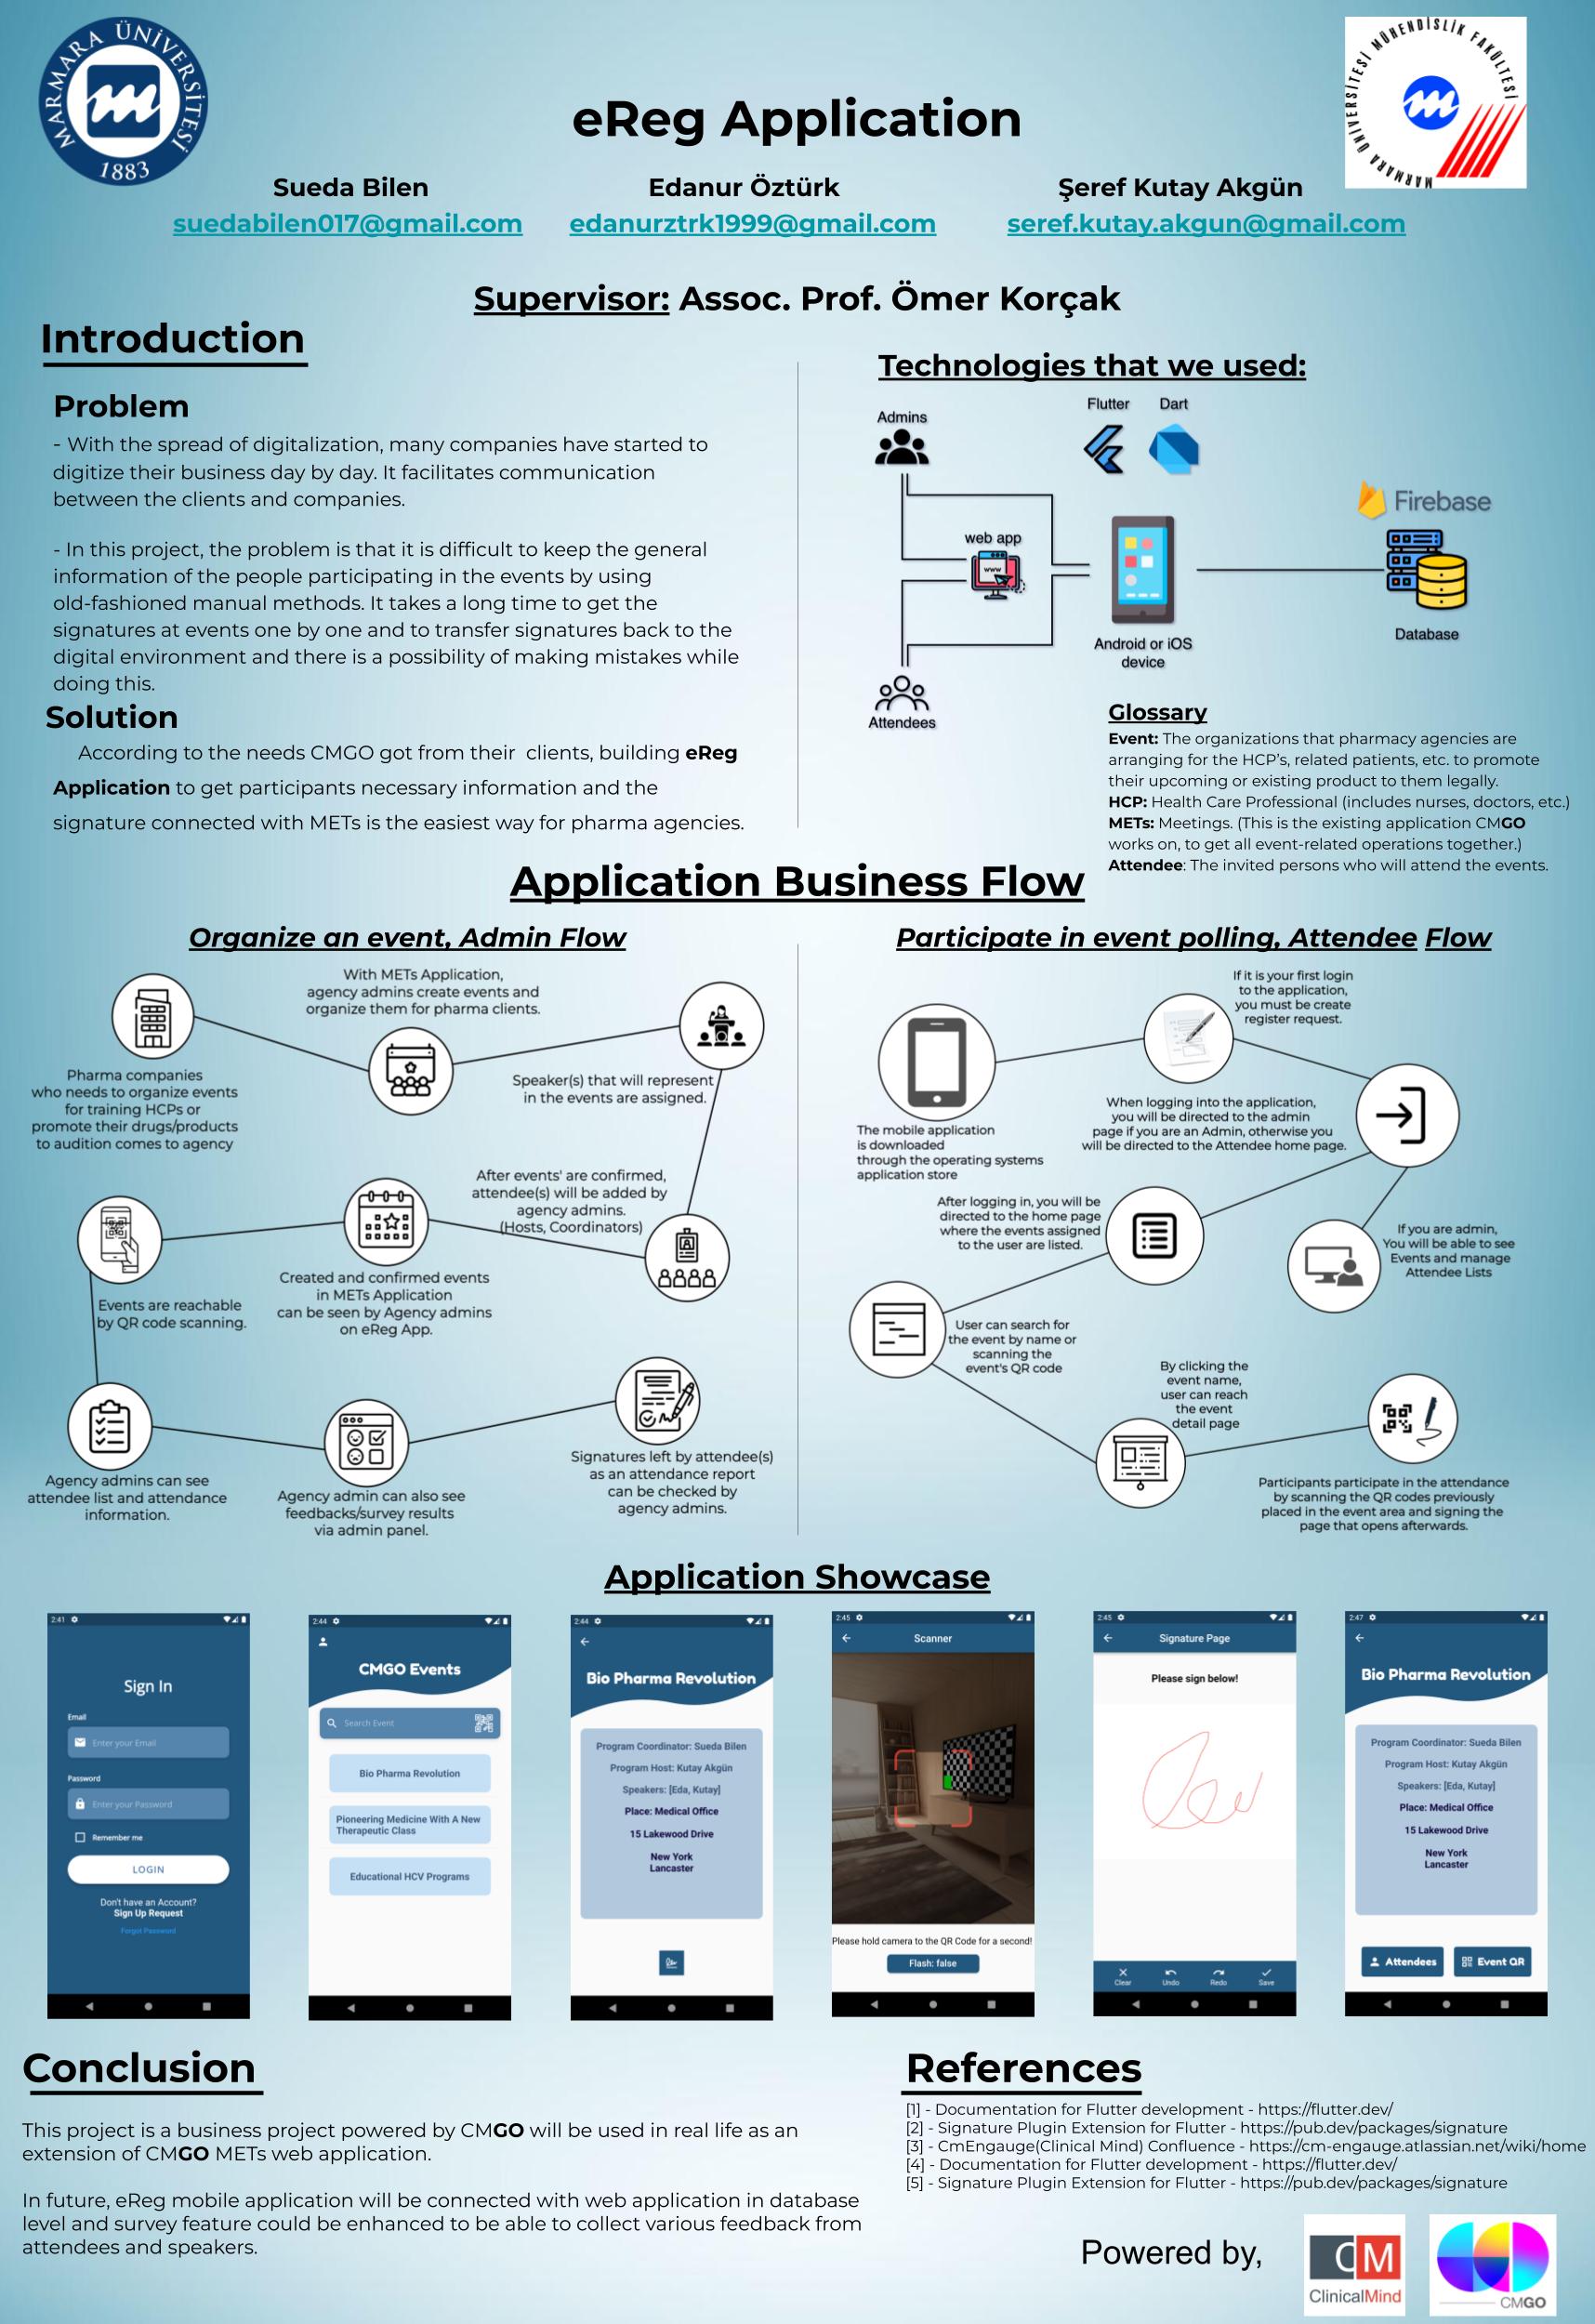 MARMARA ÜNİVERSİTESİ
1883
MARMARA ÜNİVERSİTESİ MÜHENDİSLİK FAKÜLTESİ
eReg Application
Sueda Bilen
suedabilen017@gmail.com
Edanur Öztürk
edanurztrk1999@gmail.com
Şeref Kutay Akgün
seref.kutay.akgun@gmail.com
Supervisor: Assoc. Prof. Ömer Korçak
Introduction
Problem
- With the spread of digitalization, many companies have started to
digitize their business day by day. It facilitates communication
between the clients and companies.
- In this project, the problem is that it is difficult to keep the general
information of the people participating in the events by using
old-fashioned manual methods. It takes a long time to get the
signatures at events one by one and to transfer signatures back to the
digital environment and there is a possibility of making mistakes while
doing this.
Solution
According to the needs CMGO got from their clients, building eReg
Application to get participants necessary information and the
signature connected with METs is the easiest way for pharma agencies.
Technologies that we used:
Admins
Flutter
Dart
web app
www
Firebase
Android or iOS
device
Database
Attendees
Glossary
Event: The organizations that pharmacy agencies are
arranging for the HCP's, related patients, etc. to promote
their upcoming or existing product to them legally.
HCP: Health Care Professional (includes nurses, doctors, etc.)
METs: Meetings. (This is the existing application CMGO
works on, to get all event-related operations together.)
Attendee: The invited persons who will attend the events.
Application Business Flow
Organize an event, Admin Flow
With METs Application,
agency admins create events and
organize them for pharma clients.
Pharma companies
who needs to organize events
for training HCPs or
promote their drugs/products
to audition comes to agency
Speaker(s) that will represent
in the events are assigned.
After events' are confirmed,
attendee(s) will be added by
agency admins.
(Hosts, Coordinators)
Created and confirmed events
in METs Application
can be seen by Agency admins
on eReg App.
Events are reachable
by QR code scanning.
Agency admins can see
attendee list and attendance
information.
Agency admin can also see
feedbacks/survey results
via admin panel.
Signatures left by attendee(s)
as an attendance report
can be checked by
agency admins.
Participate in event polling, Attendee Flow
If it is your first login
to the application,
you must be create
register request.
The mobile application
is downloaded
through the operating systems
application store
When logging into the application,
you will be directed to the admin
page if you are an Admin, otherwise you
will be directed to the Attendee home page.
After logging in, you will be
directed to the home page
where the events assigned
to the user are listed.
If you are admin,
You will be able to see
Events and manage
Attendee Lists
User can search for
the event by name or
scanning the
event's QR code
By clicking the
event name,
user can reach
the event
detail page
Participants participate in the attendance
by scanning the QR codes previously
placed in the event area and signing the
page that opens afterwards.
Application Showcase
2:41
Sign In
Email
Enter your Email
Password
Enter your Password
Remember me
LOGIN
Don't have an Account?
Sign Up Request
Forgot Password
2:44
CMGO Events
Search Event
Bio Pharma Revolution
Pioneering Medicine With A New
Therapeutic Class
Educational HCV Programs
2:44
Bio Pharma Revolution
Program Coordinator: Sueda Bilen
Program Host: Kutay Akgün
Speakers: [Eda, Kutay]
Place: Medical Office
15 Lakewood Drive
New York
Lancaster
2:45
Scanner
Please hold camera to the QR Code for a second!
Flash: false
2:45
Signature Page
Please sign below!
Clear
Undo
Redo
Save
2:47
Bio Pharma Revolution
Program Coordinator: Sueda Bilen
Program Host: Kutay Akgün
Speakers: [Eda, Kutay]
Place: Medical Office
15 Lakewood Drive
New York
Lancaster
Attendees
Event QR
Conclusion
This project is a business project powered by CMGO will be used in real life as an
extension of CMGO METs web application.
In future, eReg mobile application will be connected with web application in database
level and survey feature could be enhanced to be able to collect various feedback from
attendees and speakers.
References
[1] - Documentation for Flutter development - https://flutter.dev/
[2] - Signature Plugin Extension for Flutter - https://pub.dev/packages/signature
[3] - CmEngauge(Clinical Mind) Confluence - https://cm-engauge.atlassian.net/wiki/home
[4] - Documentation for Flutter development - https://flutter.dev/
[5] - Signature Plugin Extension for Flutter - https://pub.dev/packages/signature
Powered by,
CM
ClinicalMind
CMGO